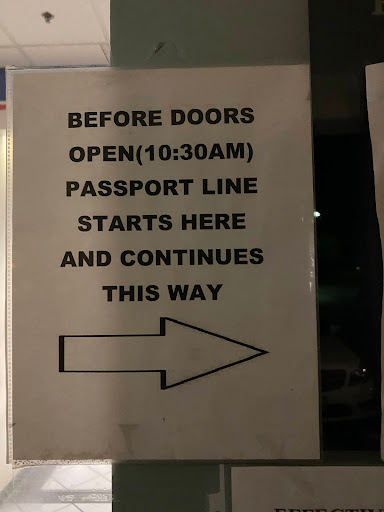 BEFORE DOORS
OPEN(10:30AM)
PASSPORT LINE
STARTS HERE
AND CONTINUES
THIS WAY